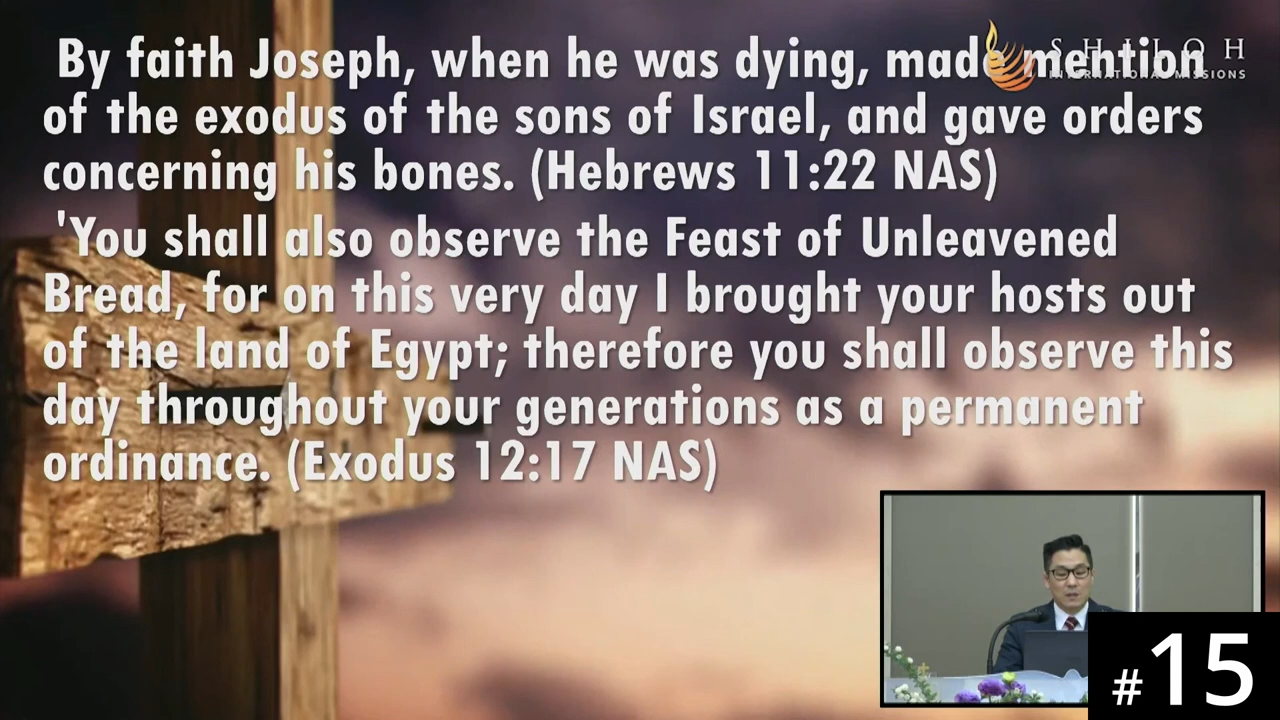 By faith Joseph, when he was dying, made mention
of the exodus of the sons of Israel, and gave orders
concerning his bones. (Hebrews 11:22 NAS)
'You shall also observe the Feast of Unleavened
Bread, for on this very day I brought your hosts out
of the land of Egypt; therefore you shall observe this
day throughout your generations as a permanent
ordinance. (Exodus 12:17 NAS)
SHILOH
INTERNATIONAL MISSIONS
#15